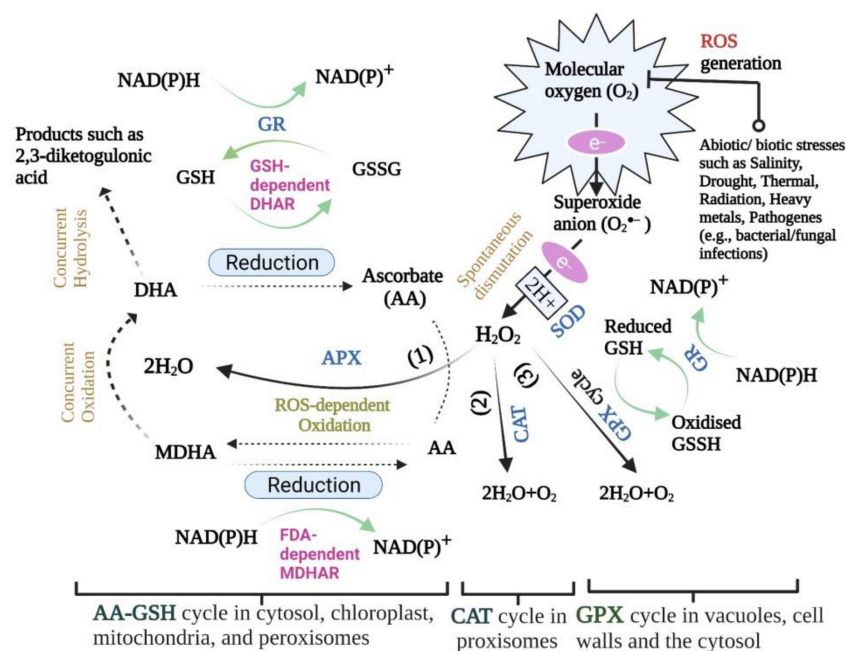 NAD(P)H
NAD(P)+
GR
Products such as
2,3-diketogulonic
acid
GSH
GSH-
dependent
DHAR
GSSG
Concurrent
Hydrolysis
DHA
Reduction
Ascorbate
(AA)
2H₂O
APX
(1)
ROS-dependent
Oxidation
Concurrent
Oxidation
MDHA
AA
Reduction
NAD(P)H
FDA-
dependent
MDHAR
NAD(P)+
ROS
generation
Molecular
oxygen (O₂)
e⁻
Abiotic/ biotic stresses
such as Salinity,
Drought, Thermal,
Radiation, Heavy
metals, Pathogenes
(e.g., bacterial/fungal
infections)
Superoxide
anion (O₂•− )
Spontaneous
dismutation
e⁻
2H+
SOD
H₂O₂
(2)
CAT
(3)
GPX cycle
2H₂O+O₂
2H₂O+O₂
NAD(P)+
Reduced
GSH
GR
NAD(P)H
Oxidised
GSSH
AA-GSH cycle in cytosol, chloroplast,
mitochondria, and peroxisomes
CAT cycle in
proxisomes
GPX cycle in vacuoles, cell
walls and the cytosol